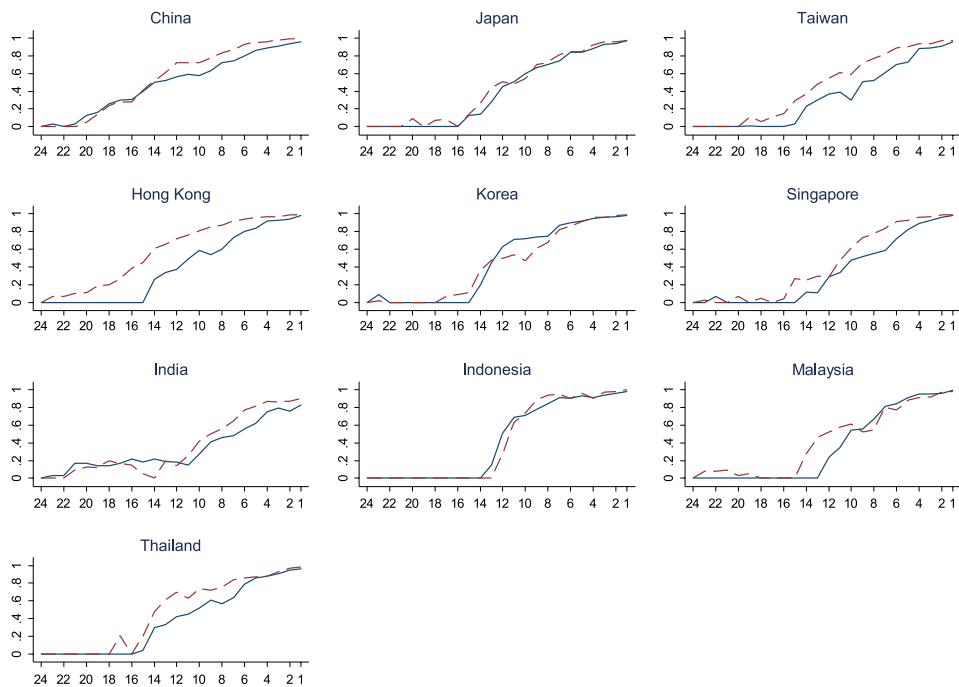 China
Japan
Taiwan
0 .2 .4 .6 .8 1
0 .2 .4 .6 .8 1
0 .2 .4 .6 .8 1
24 22 20 18 16 14 12 10 8 6 4 2 1
24 22 20 18 16 14 12 10 8 6 4 2 1
24 22 20 18 16 14 12 10 8 6 4 2 1
Hong Kong
Korea
Singapore
0 .2 .4 .6 .8 1
0 .2 .4 .6 .8 1
0 .2 .4 .6 .8 1
24 22 20 18 16 14 12 10 8 6 4 2 1
24 22 20 18 16 14 12 10 8 6 4 2 1
24 22 20 18 16 14 12 10 8 6 4 2 1
India
Indonesia
Malaysia
0 .2 .4 .6 .8 1
0 .2 .4 .6 .8 1
0 .2 .4 .6 .8 1
24 22 20 18 16 14 12 10 8 6 4 2 1
24 22 20 18 16 14 12 10 8 6 4 2 1
24 22 20 18 16 14 12 10 8 6 4 2 1
Thailand
0 .2 .4 .6 .8 1
24 22 20 18 16 14 12 10 8 6 4 2 1